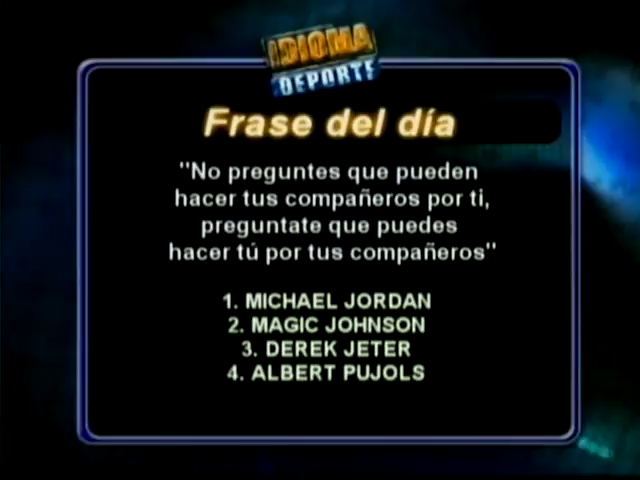 IDIOMA
DEPORTE
Frase del día
"No preguntes que pueden
hacer tus compañeros por ti,
preguntate que puedes
hacer tú por tus compañeros"
1. MICHAEL JORDAN
2. MAGIC JOHNSON
3. DEREK JETER
4. ALBERT PUJOLS